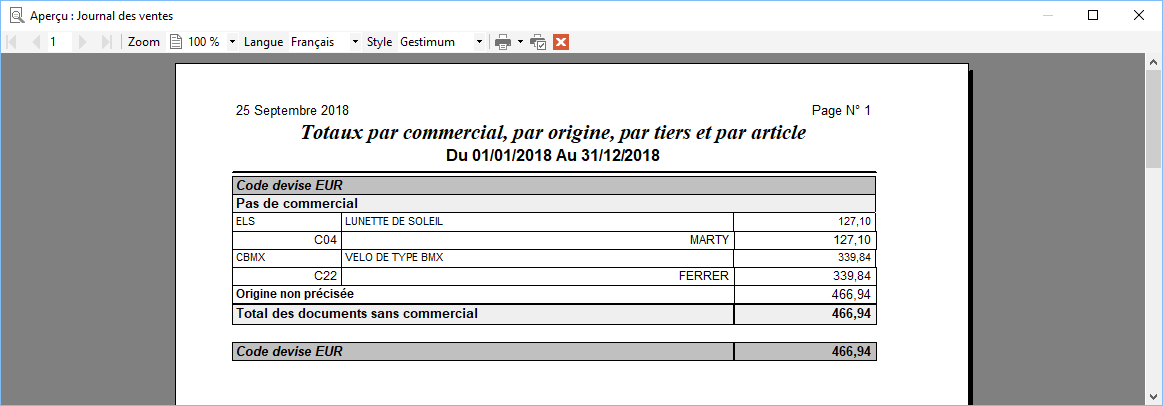 Aperçu : Journal des ventes
1 Zoom 100 % Langue Français Style Gestimum
25 Septembre 2018 Page N° 1
Totaux par commercial, par origine, par tiers et par article
Du 01/01/2018 Au 31/12/2018
Code devise EUR
Pas de commercial
ELS LUNETTE DE SOLEIL 127,10
C04 MARTY 127,10
CBMX VELO DE TYPE BMX 339,84
C22 FERRER 339,84
Origine non précisée 466,94
Total des documents sans commercial 466,94
Code devise EUR 466,94